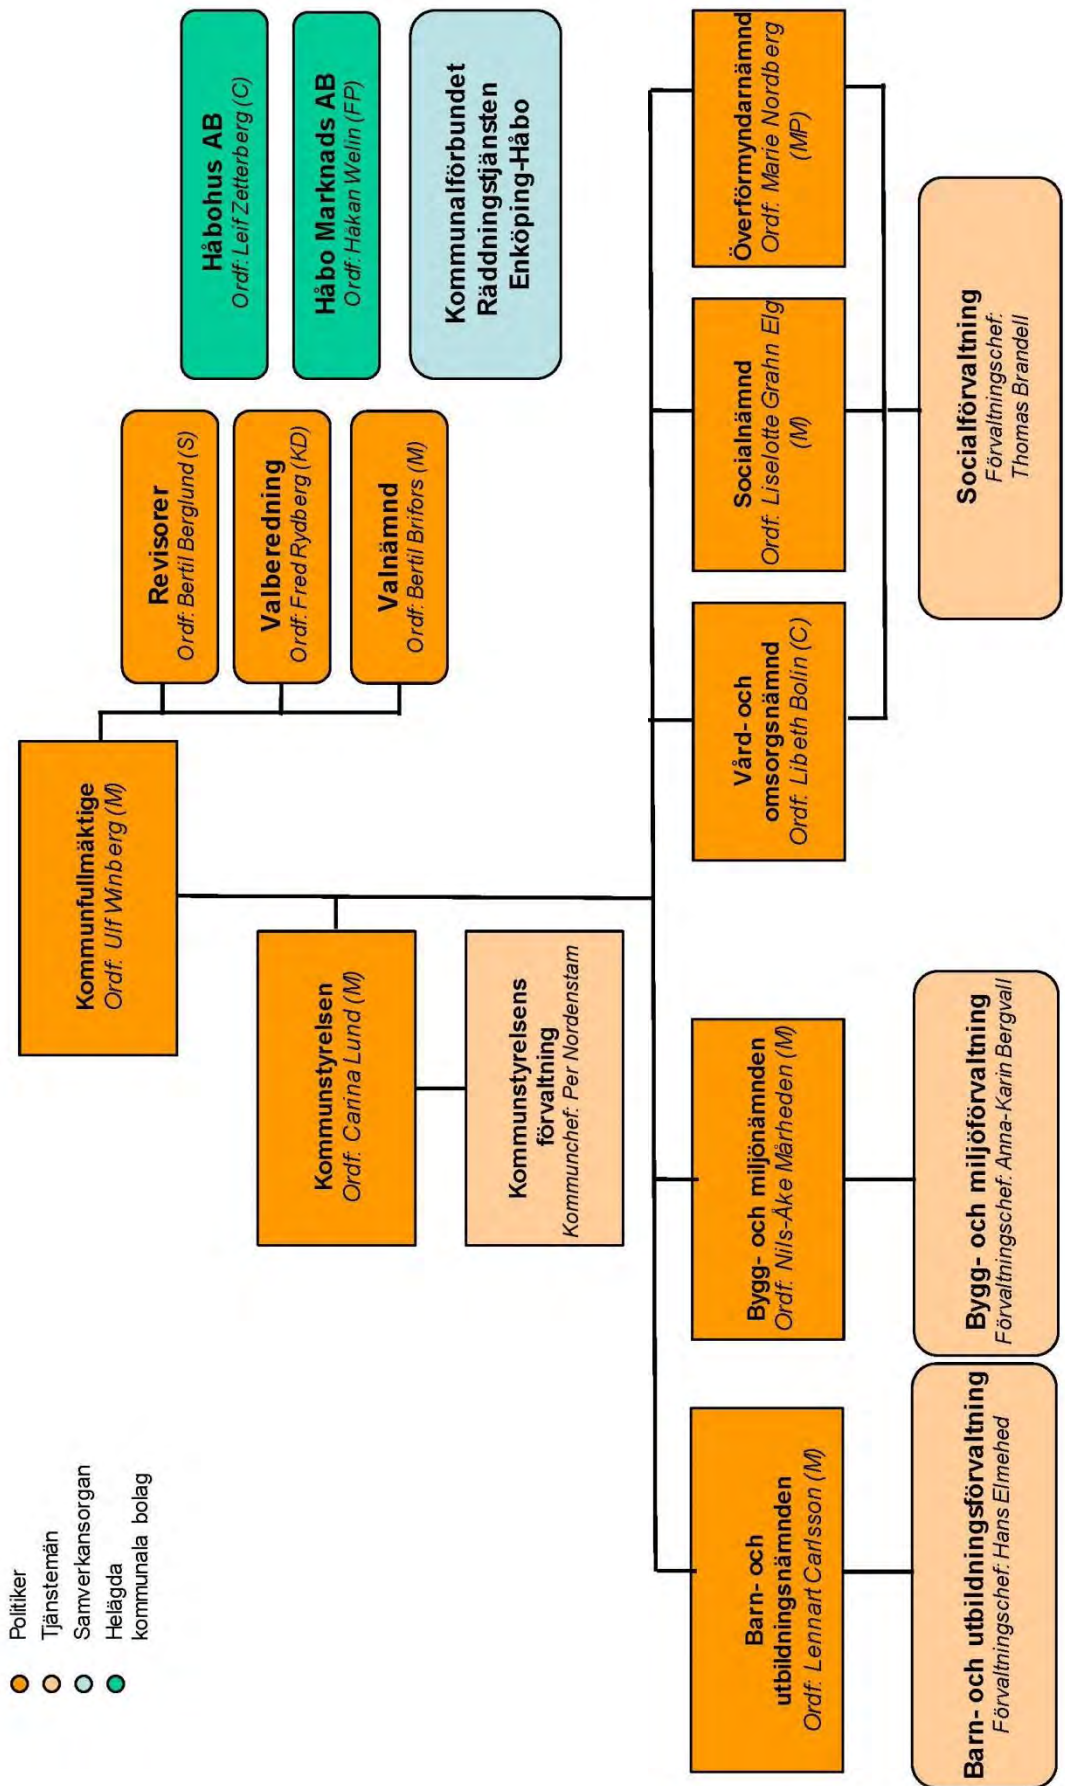 Politiker
Tjänstemän
Samverkansorgan
Helägda
kommunala bolag
Kommunfullmäktige
Ordf: Ulf Winberg (M)
Revisorer
Ordf: Bertil Berglund (S)
Valberedning
Ordf: Fred Rydberg (KD)
Valnämnd
Ordf: Bertil Brifors (M)
Håbohus AB
Ordf: Leif Zetterberg (C)
Håbo Marknads AB
Ordf: Håkan Welin (FP)
Kommunalförbundet
Räddningstjänsten
Enköping-Håbo
Kommunstyrelsen
Ordf: Carina Lund (M)
Kommunstyrelsens
förvaltning
Kommunchef: Per Nordenstam
Barn- och
utbildningsnämnden
Ordf: Lennart Carlsson (M)
Bygg- och miljönämnden
Ordf: Nils-Åke Mårheden (M)
Vård- och
omsorgsnämnd
Ordf: Libeth Bolin (C)
Socialnämnd
Ordf: Liselotte Grahn Elg
(M)
Överförmyndarnämnd
Ordf: Marie Nordberg
(MP)
Barn- och utbildningsförvaltning
Förvaltningschef: Hans Elmehed
Bygg- och miljöförvaltning
Förvaltningschef: Anna-Karin Bergvall
Socialförvaltning
Förvaltningschef:
Thomas Brandell